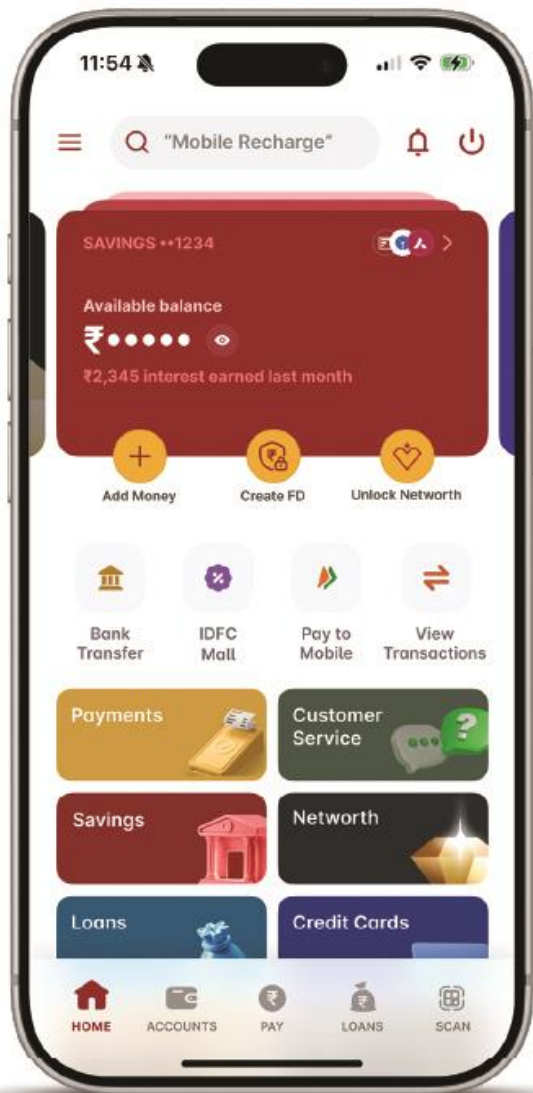 11:54
"Mobile Recharge"
SAVINGS ••1234
Available balance
₹•••••
₹2,345 interest earned last month
Add Money
Create FD
Unlock Networth
Bank Transfer
IDFC Mall
Pay to Mobile
View Transactions
Payments
Customer Service
Savings
Networth
Loans
Credit Cards
HOME
ACCOUNTS
PAY
LOANS
SCAN